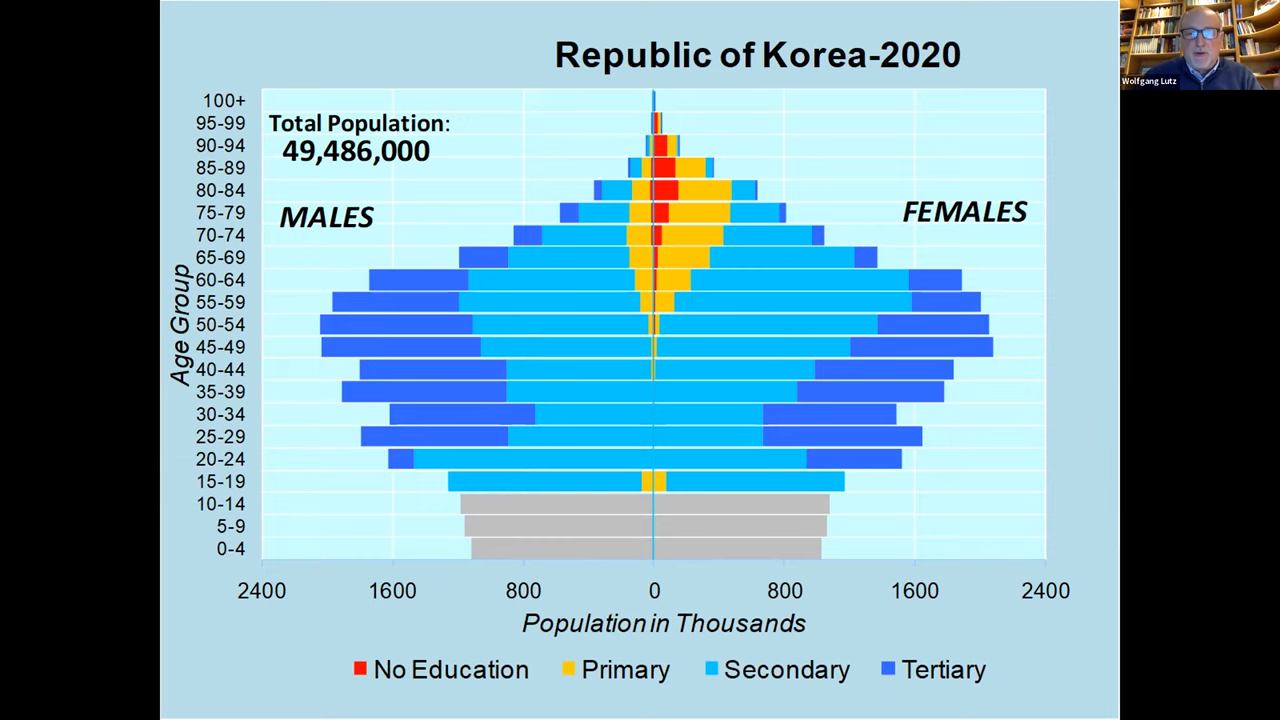 Republic of Korea-2020
Wolfgang Lutz
Total Population:
49,486,000
MALES
FEMALES
Age Group
100+
95-99
90-94
85-89
80-84
75-79
70-74
65-69
60-64
55-59
50-54
45-49
40-44
35-39
30-34
25-29
20-24
15-19
10-14
5-9
0-4
2400 1600 800 0 800 1600 2400
Population in Thousands
No Education Primary Secondary Tertiary